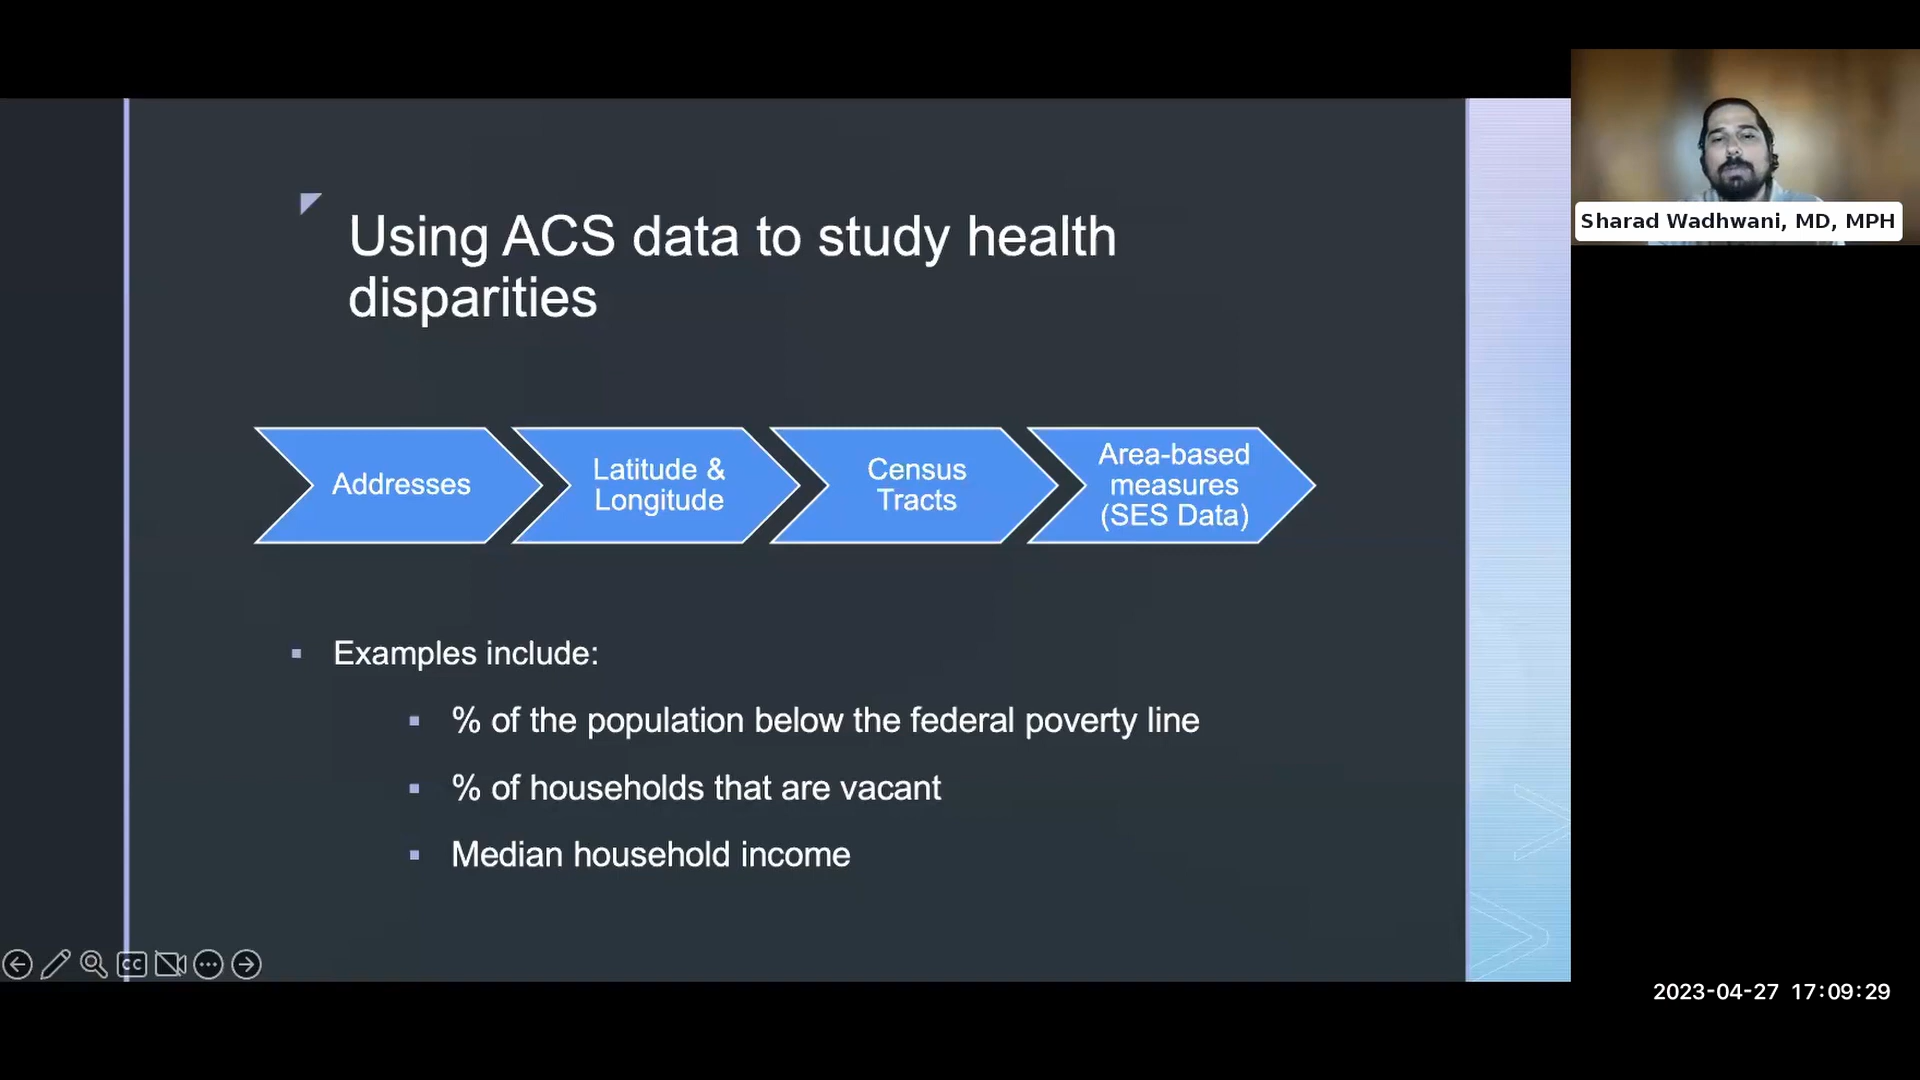 Using ACS data to study health
disparities
Addresses
Latitude &
Longitude
Census
Tracts
Area-based
measures
(SES Data)
Examples include:
% of the population below the federal poverty line
% of households that are vacant
Median household income
CC
Sharad Wadhwani, MD, MPH
2023-04-27 17:09:29